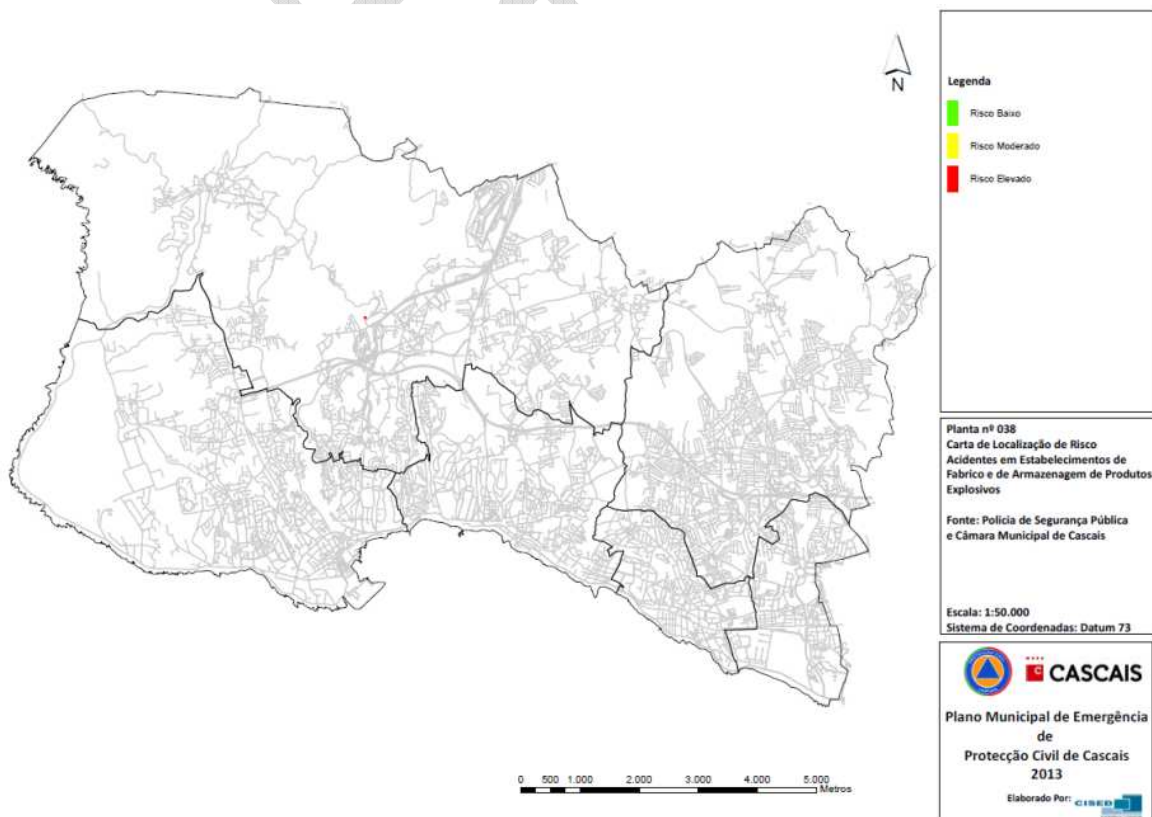 N
Legenda
Risco Baixo
Risco Moderado
Risco Elevado
Planta nº 038
Carta de Localização de Risco
Acidentes em Estabelecimentos de
Fabrico e de Armazenagem de Produtos
Explosivos
Fonte: Policia de Segurança Pública
e Câmara Municipal de Cascais
Escala: 1:50.000
Sistema de Coordenadas: Datum 73
C CASCAIS
Plano Municipal de Emergência
de
Protecção Civil de Cascais
2013
Elaborado Por: CISED
0 500 1.000 2.000 3.000 4.000 5.000
Metros